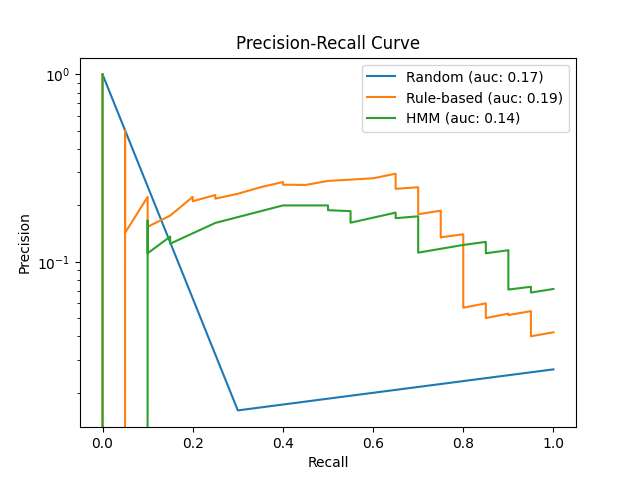 Precision-Recall Curve
Random (auc: 0.17)
Rule-based (auc: 0.19)
HMM (auc: 0.14)
Precision
10⁰
10⁻¹
0.0 0.2 0.4 0.6 0.8 1.0
Recall